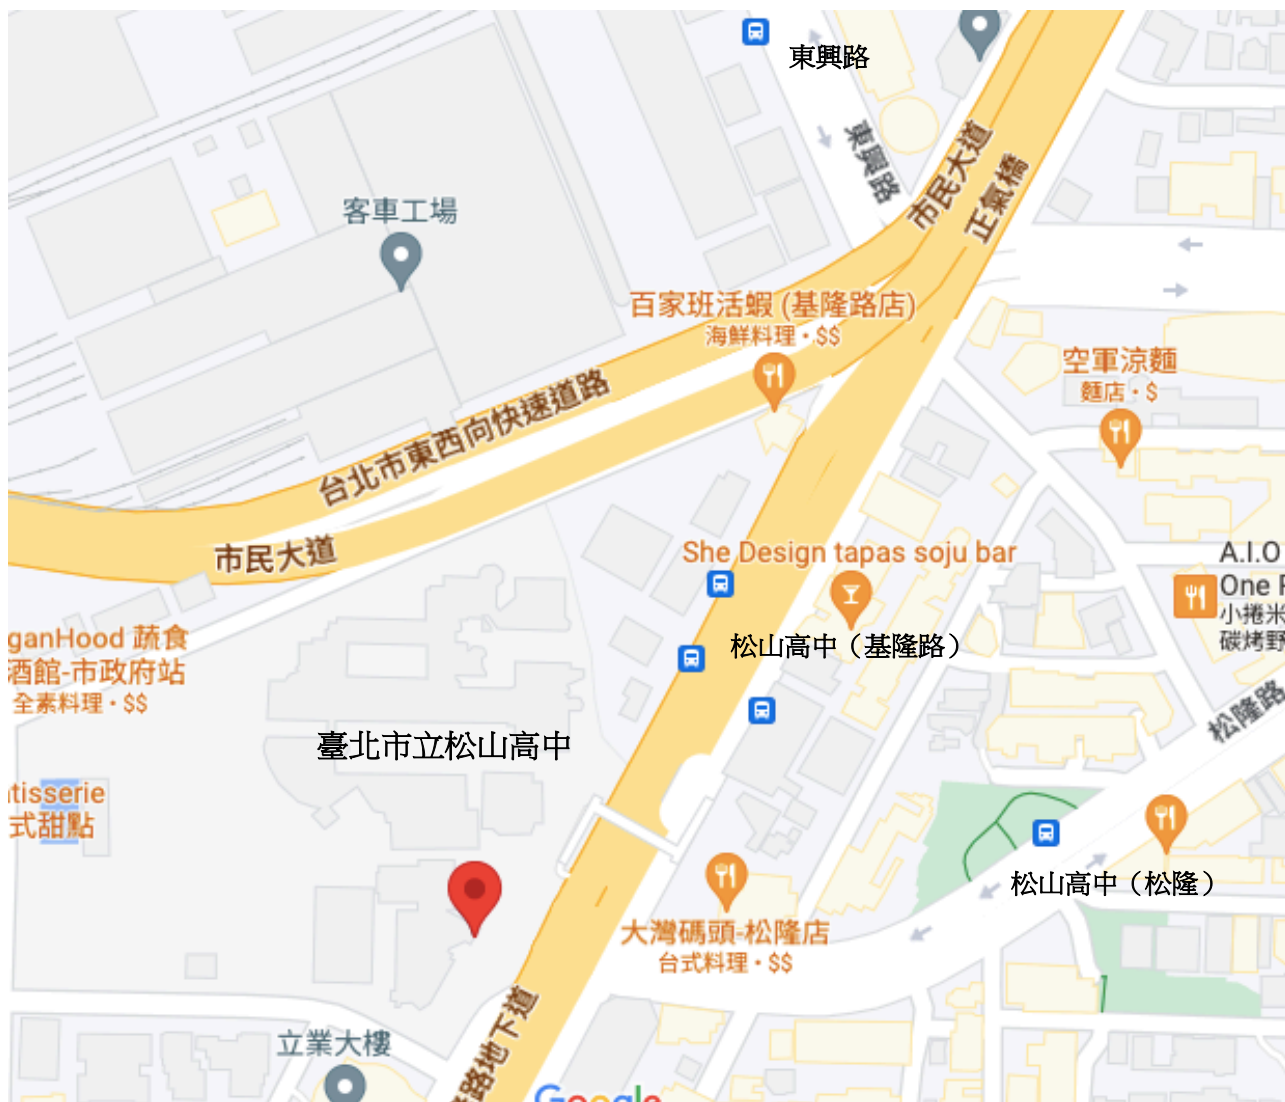 東興路
東興路
市民大道
正氣橋
客車工場
百家班活蝦 (基隆路店)
海鮮料理・$$
空軍涼麵
麵店・$
台北市東西向快速道路
市民大道
She Design tapas soju bar
A.I.O
One
小捲米
碳烤野
ganHood 蔬食
酒館-市政府站
全素料理・$$
松山高中（基隆路）
松隆路
臺北市立松山高中
tisserie
式甜點
松山高中（松隆）
大灣碼頭-松隆店
台式料理・$$
路地下道
立業大樓
Google